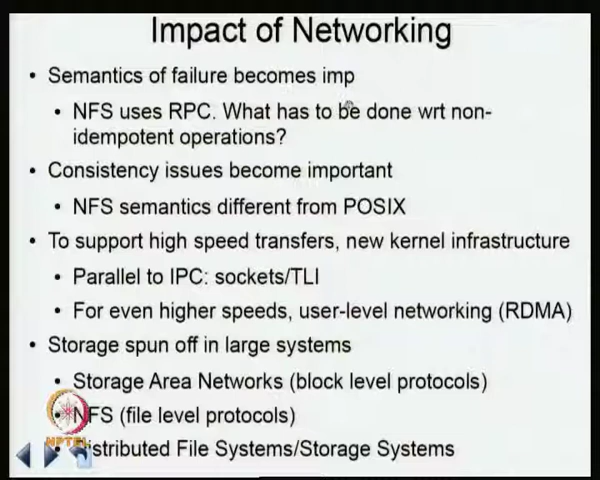 Impact of Networking
• Semantics of failure becomes imp
• NFS uses RPC. What has to be done wrt non-
idempotent operations?
• Consistency issues become important
• NFS semantics different from POSIX
• To support high speed transfers, new kernel infrastructure
• Parallel to IPC: sockets/TLI
• For even higher speeds, user-level networking (RDMA)
• Storage spun off in large systems
• Storage Area Networks (block level protocols)
• NFS (file level protocols)
• Distributed File Systems/Storage Systems
NPTEL